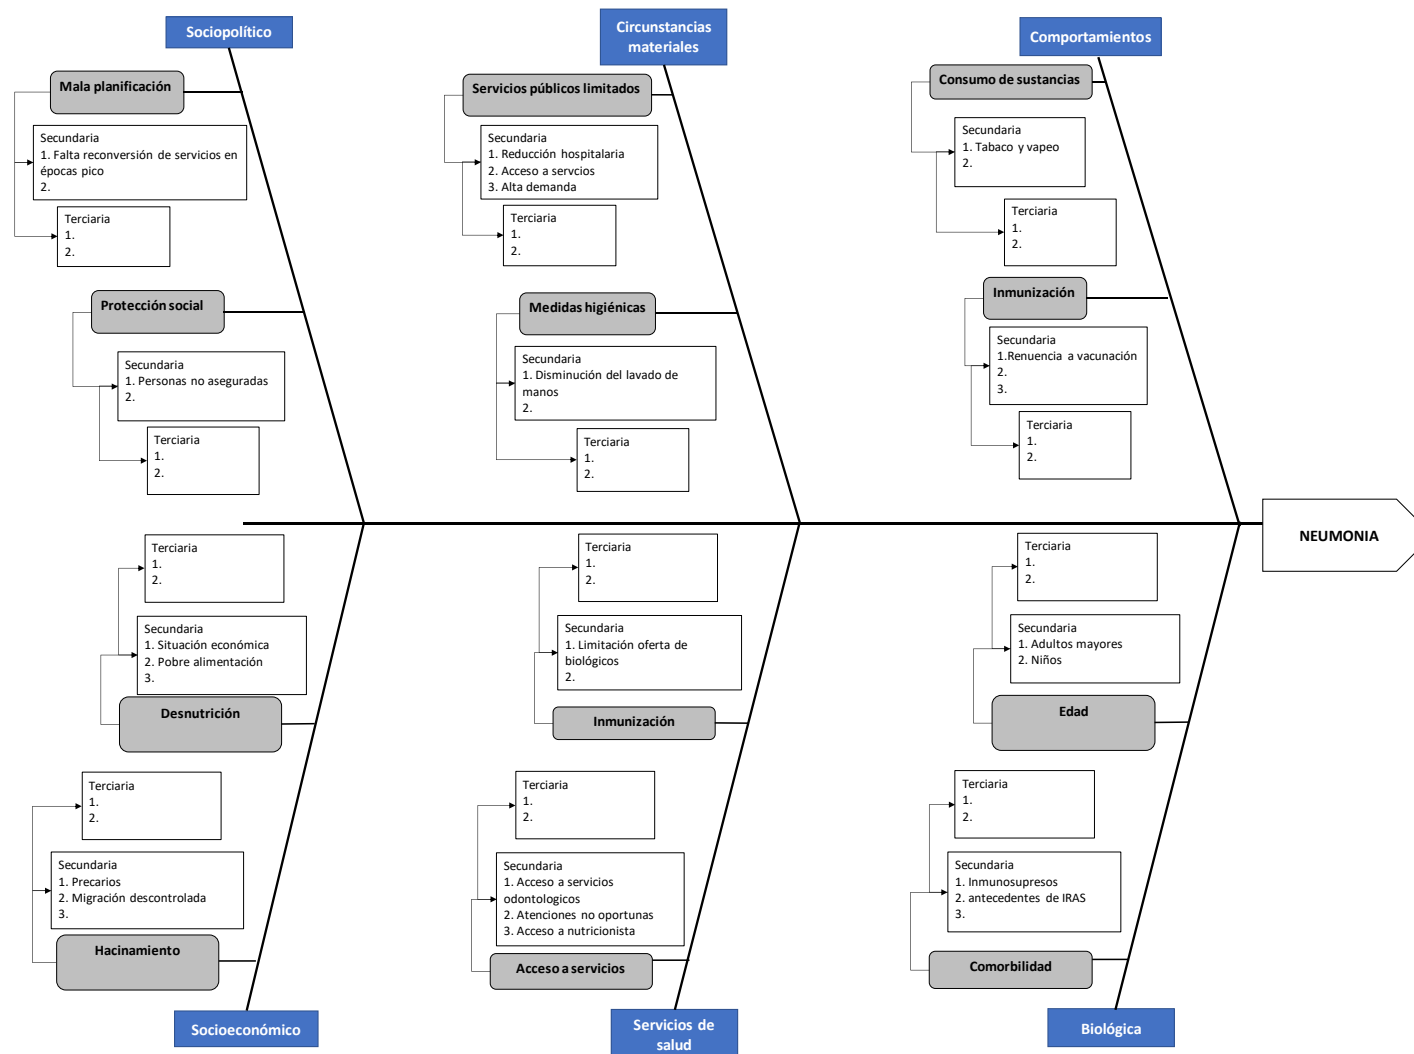 Sociopolítico
Mala planificación
Secundaria
1. Falta reconversión de servicios en
épocas pico
2.
Terciaria
1.
2.
Protección social
Secundaria
1. Personas no aseguradas
2.
Terciaria
1.
2.
Circunstancias
materiales
Servicios públicos limitados
Secundaria
1. Reducción hospitalaria
2. Acceso a servcios
3. Alta demanda
Terciaria
1.
2.
Medidas higiénicas
Secundaria
1. Disminución del lavado de
manos
2.
Terciaria
1.
2.
Comportamientos
Consumo de sustancias
Secundaria
1. Tabaco y vapeo
2.
Terciaria
1.
2.
Inmunización
Secundaria
1.Renuencia a vacunación
2.
3.
Terciaria
1.
2.
NEUMONIA
Terciaria
1.
2.
Secundaria
1. Situación económica
2. Pobre alimentación
3.
Desnutrición
Terciaria
1.
2.
Secundaria
1. Precarios
2. Migración descontrolada
3.
Hacinamiento
Socioeconómico
Terciaria
1.
2.
Secundaria
1. Limitación oferta de
biológicos
2.
Inmunización
Terciaria
1.
2.
Secundaria
1. Acceso a servicios
odontologicos
2. Atenciones no oportunas
3. Acceso a nutricionista
Acceso a servicios
Servicios de
salud
Terciaria
1.
2.
Secundaria
1. Adultos mayores
2. Niños
Edad
Terciaria
1.
2.
Secundaria
1. Inmunosupresos
2. antecedentes de IRAS
3.
Comorbilidad
Biológica